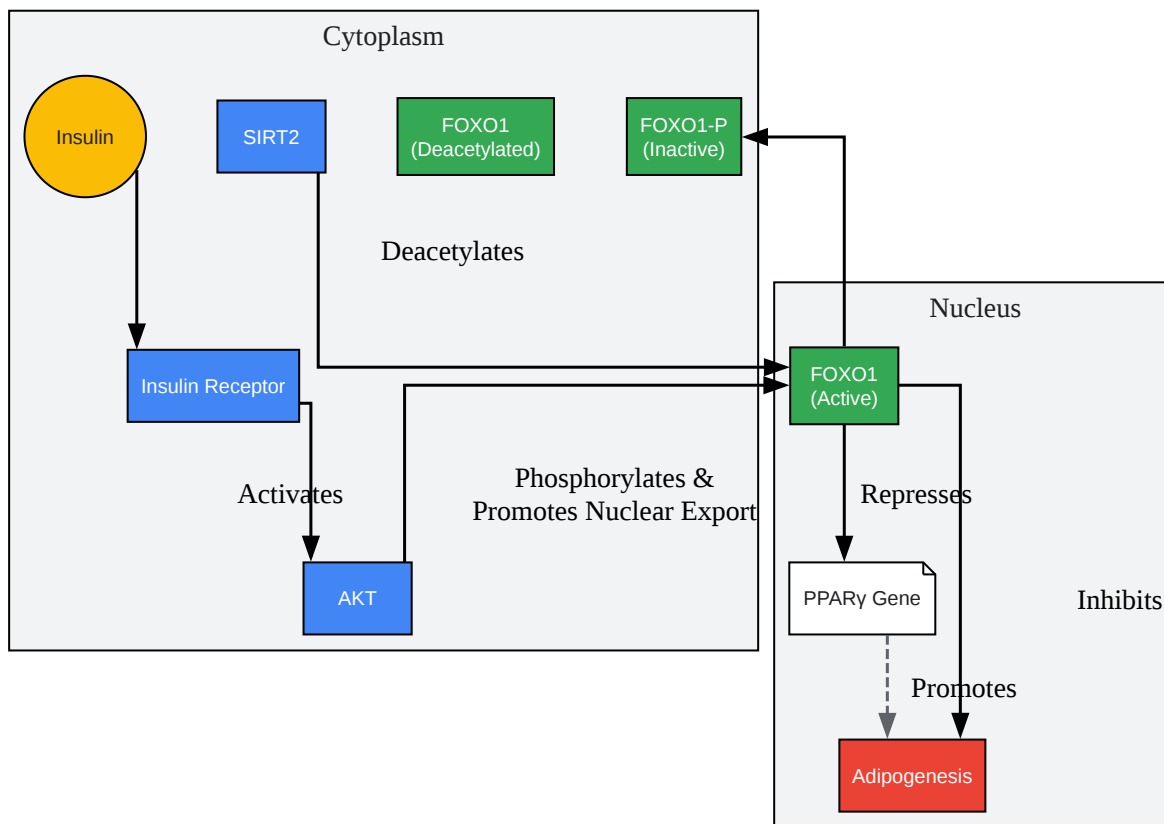 Cytoplasm
Insulin
SIRT2
FOXO1
(Deacetylated)
FOXO1-P
(Inactive)
Deacetylates
Nucleus
Insulin Receptor
FOXO1
(Active)
Activates
Phosphorylates &
Promotes Nuclear Export
Represses
AKT
PPARγ Gene
Inhibits
Promotes
Adipogenesis